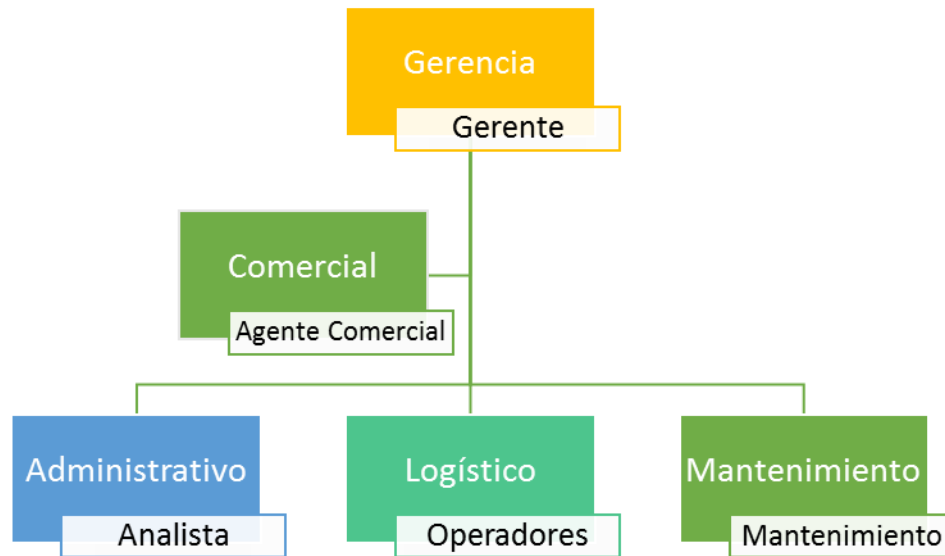 Gerencia
Gerente
Comercial
Agente Comercial
Administrativo
Analista
Logístico
Operadores
Mantenimiento
Mantenimiento